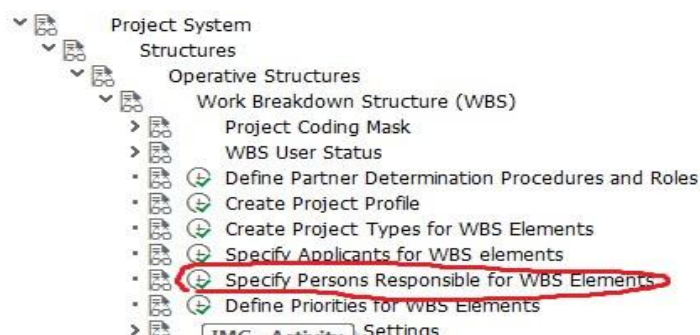 Project System
Structures
Operative Structures
Work Breakdown Structure (WBS)
Project Coding Mask
WBS User Status
Define Partner Determination Procedures and Roles
Create Project Profile
Create Project Types for WBS Elements
Specify Applicants for WBS elements
Specify Persons Responsible for WBS Elements
Define Priorities for WBS Elements
IMG - Activity Settings